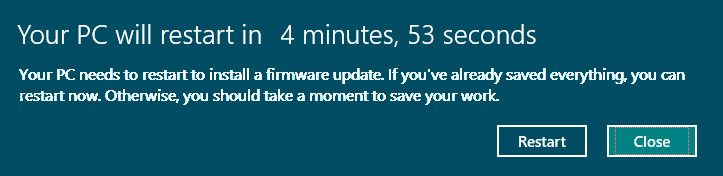 Your PC will restart in 4 minutes, 53 seconds
Your PC needs to restart to install a firmware update. If you've already saved everything, you can
restart now. Otherwise, you should take a moment to save your work.
Restart Close